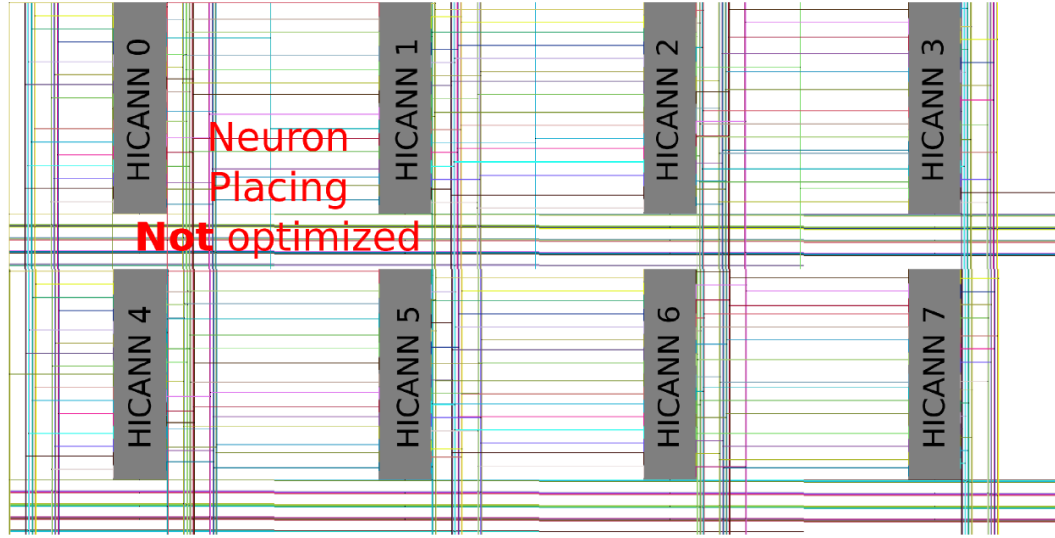 HICANN 0
HICANN 1
HICANN 2
HICANN 3
Neuron
Placing
Not optimized
HICANN 4
HICANN 5
HICANN 6
HICANN 7